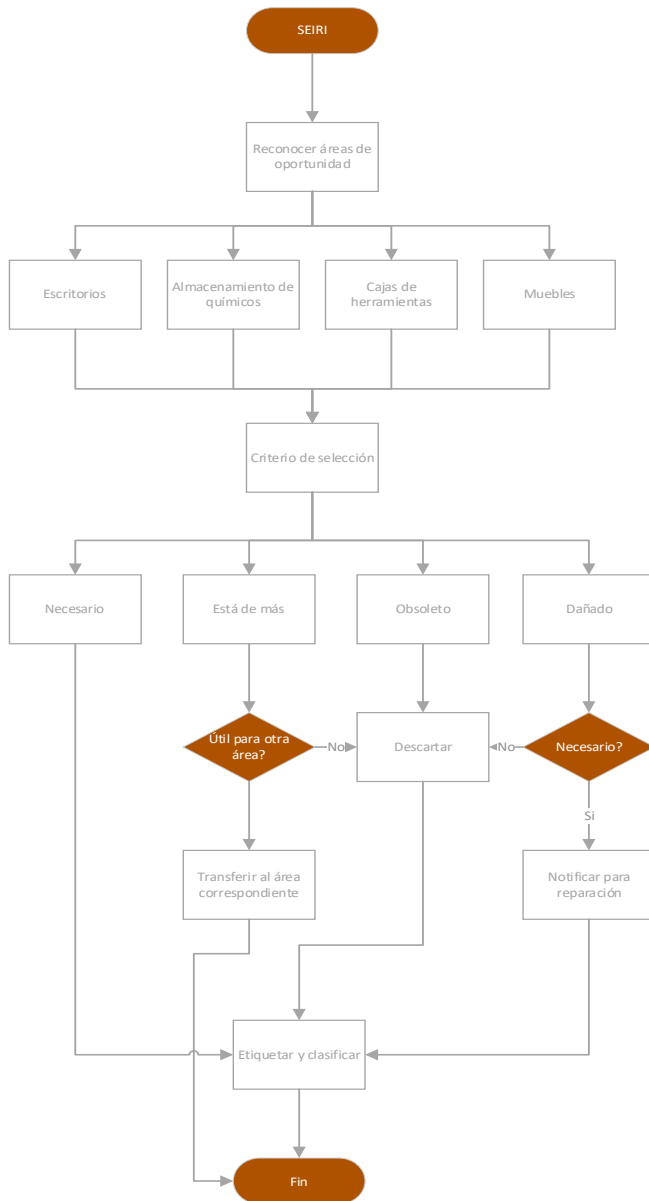 SEIRI
Reconocer áreas de
oportunidad
Escritorios
Almacenamiento de
químicos
Cajas de
herramientas
Muebles
Criterio de selección
Necesario
Está de más
Obsoleto
Dañado
Útil para otra
área?
No
Descartar
No
Necesario?
Si
Transferir al área
correspondiente
Notificar para
reparación
Etiquetar y clasificar
Fin